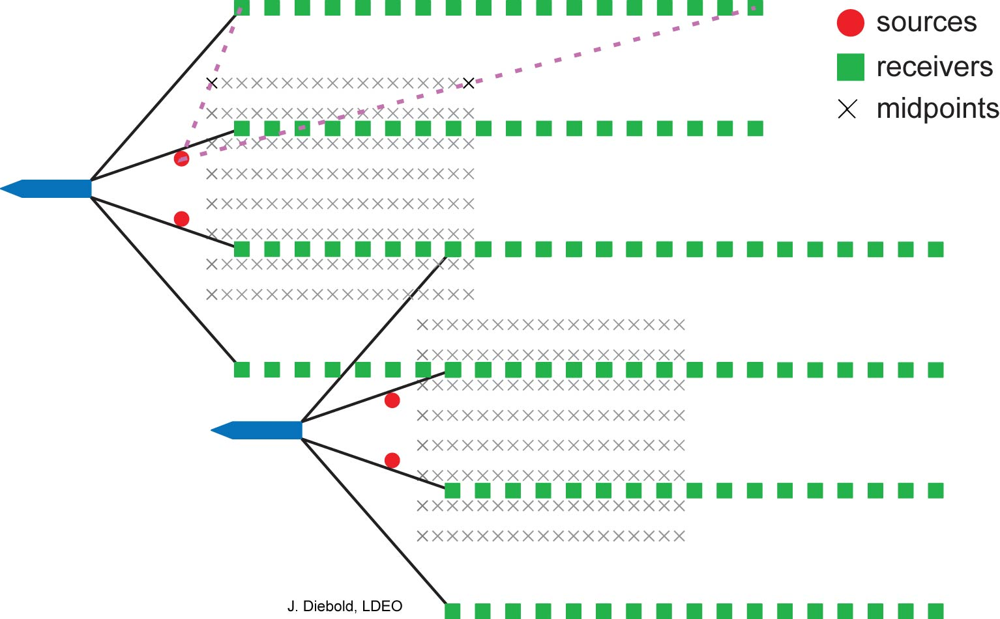 sources
receivers
midpoints
J. Diebold, LDEO